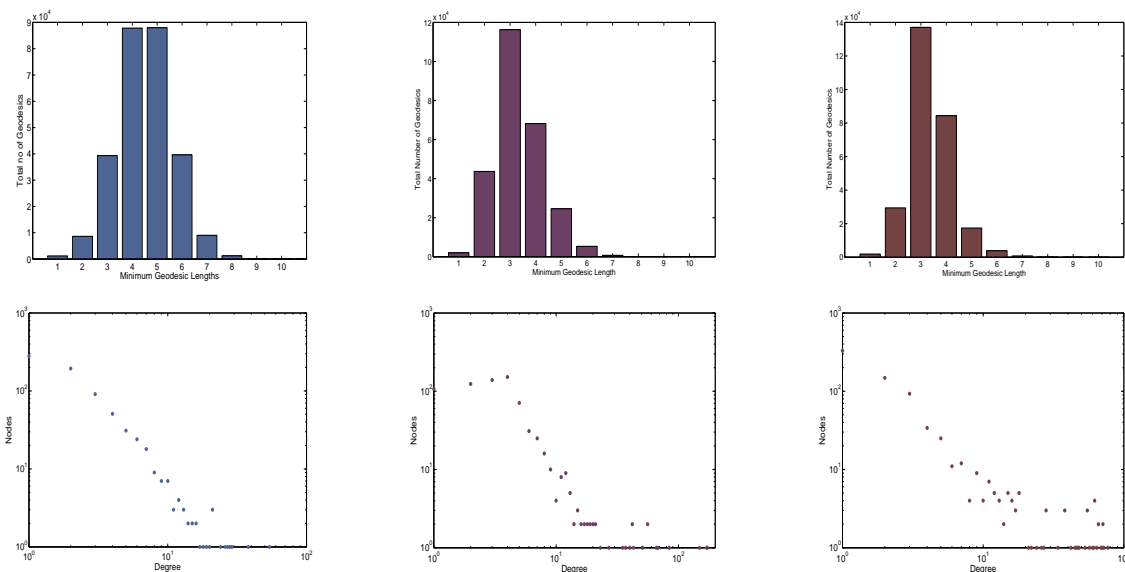 x 10^4
9
8
7
6
5
4
3
2
1
0
Total no of Geodesics
1 2 3 4 5 6 7 8 9 10
Minimum Geodesic Lengths
x 10^4
12
10
8
6
4
2
0
Total Number of Geodesics
1 2 3 4 5 6 7 8 9 10
Minimum Geodesic Length
x 10^4
14
12
10
8
6
4
2
0
Total Number of Geodesics
1 2 3 4 5 6 7 8 9 10
Minimum Geodesic Length
10^3
10^2
10^1
10^0
Nodes
10^0 10^1 10^2
Degree
10^3
10^2
10^1
10^0
Nodes
10^0 10^1 10^2
Degree
10^3
10^2
10^1
10^0
Nodes
10^0 10^1
Degree